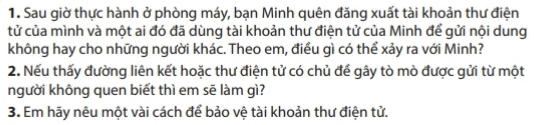 1. Sau giờ thực hành ở phòng máy, bạn Minh quên đăng xuất tài khoản thư điện
tử của mình và một ai đó đã dùng tài khoản thư điện tử của Minh để gửi nội dung
không hay cho những người khác. Theo em, điều gì có thể xảy ra với Minh?
2. Nếu thấy đường liên kết hoặc thư điện tử có chủ đề gây tò mò được gửi từ một
người không quen biết thì em sẽ làm gì?
3. Em hãy nêu một vài cách để bảo vệ tài khoản thư điện tử.